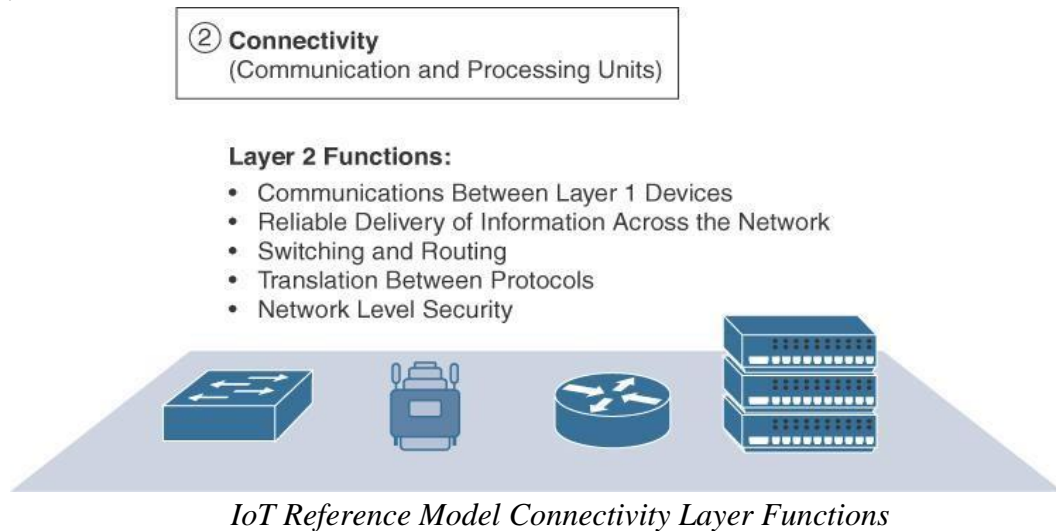 ② Connectivity
(Communication and Processing Units)
Layer 2 Functions:
• Communications Between Layer 1 Devices
• Reliable Delivery of Information Across the Network
• Switching and Routing
• Translation Between Protocols
• Network Level Security
IoT Reference Model Connectivity Layer Functions